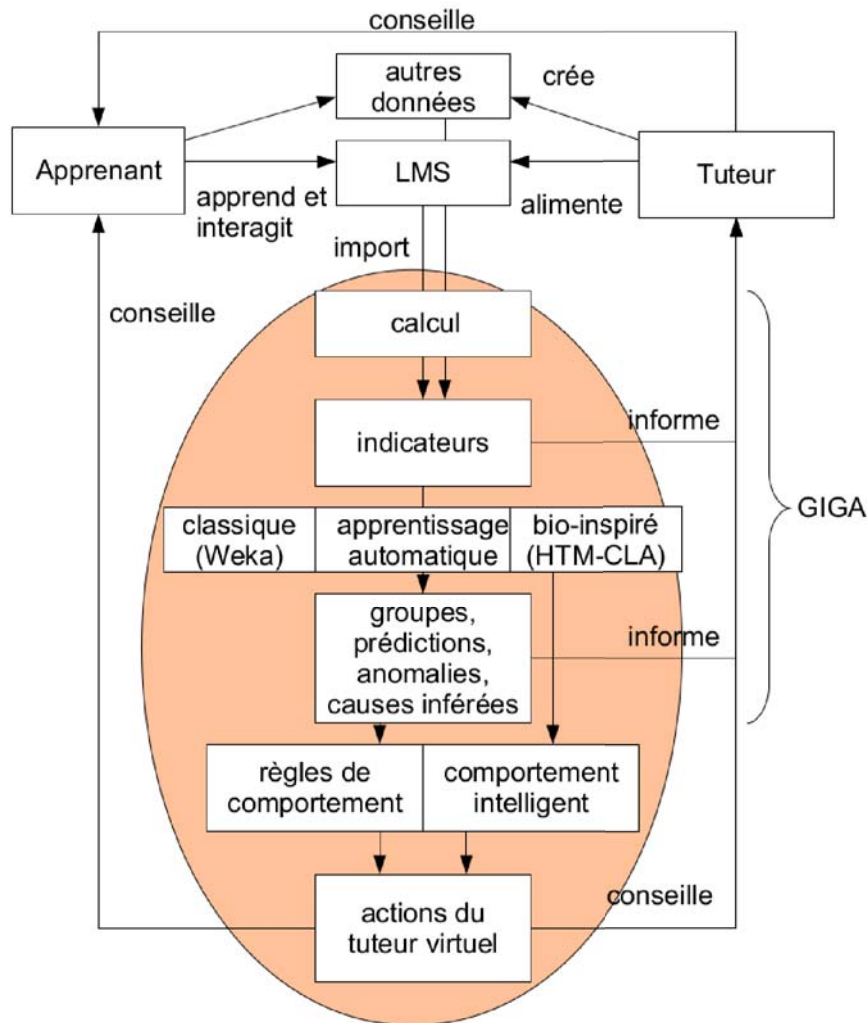 conseille
autres
données
crée
Apprenant
LMS
Tuteur
apprend et
interagit
alimente
import
conseille
calcul
indicateurs
informe
classique
(Weka)
apprentissage
automatique
bio-inspiré
(HTM-CLA)
GIGA
groupes,
prédictions,
anomalies,
causes inférées
informe
règles de
comportement
comportement
intelligent
actions du
tuteur virtuel
conseille